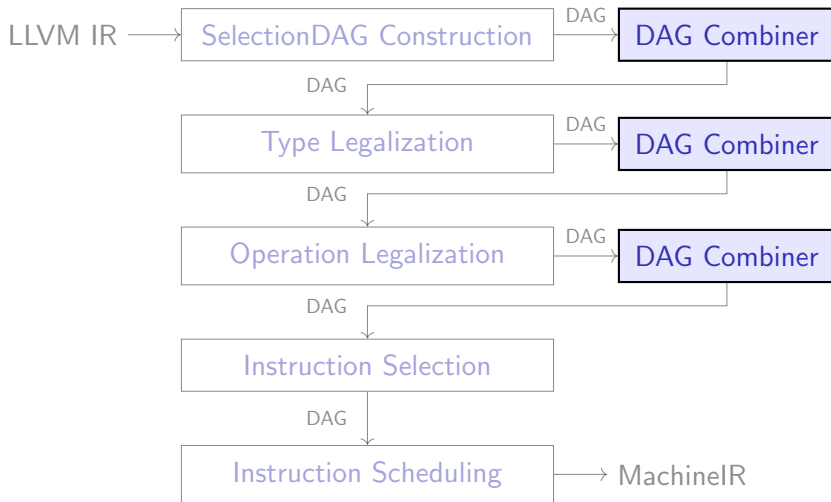 LLVM IR
SelectionDAG Construction
DAG
DAG Combiner
DAG
Type Legalization
DAG
DAG Combiner
DAG
Operation Legalization
DAG
DAG Combiner
DAG
Instruction Selection
DAG
Instruction Scheduling
MachineIR